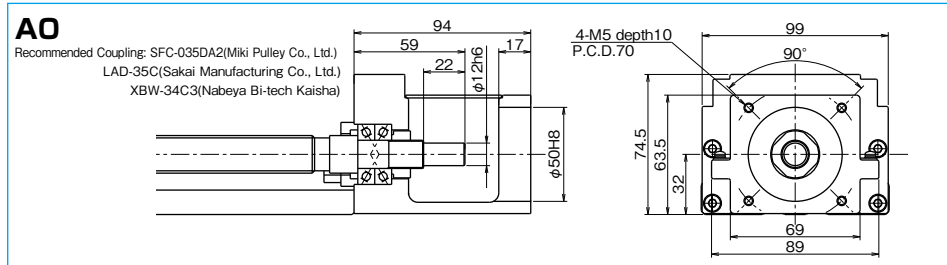 A0
Recommended Coupling: SFC-035DA2(Miki Pulley Co., Ltd.)
LAD-35C(Sakai Manufacturing Co., Ltd.)
XBW-34C3(Nabeya Bi-tech Kaisha)
94
59
17
22
φ12h6
φ50H8
4-M5 depth10
P.C.D.70
99
90°
74.5
63.5
32
69
89